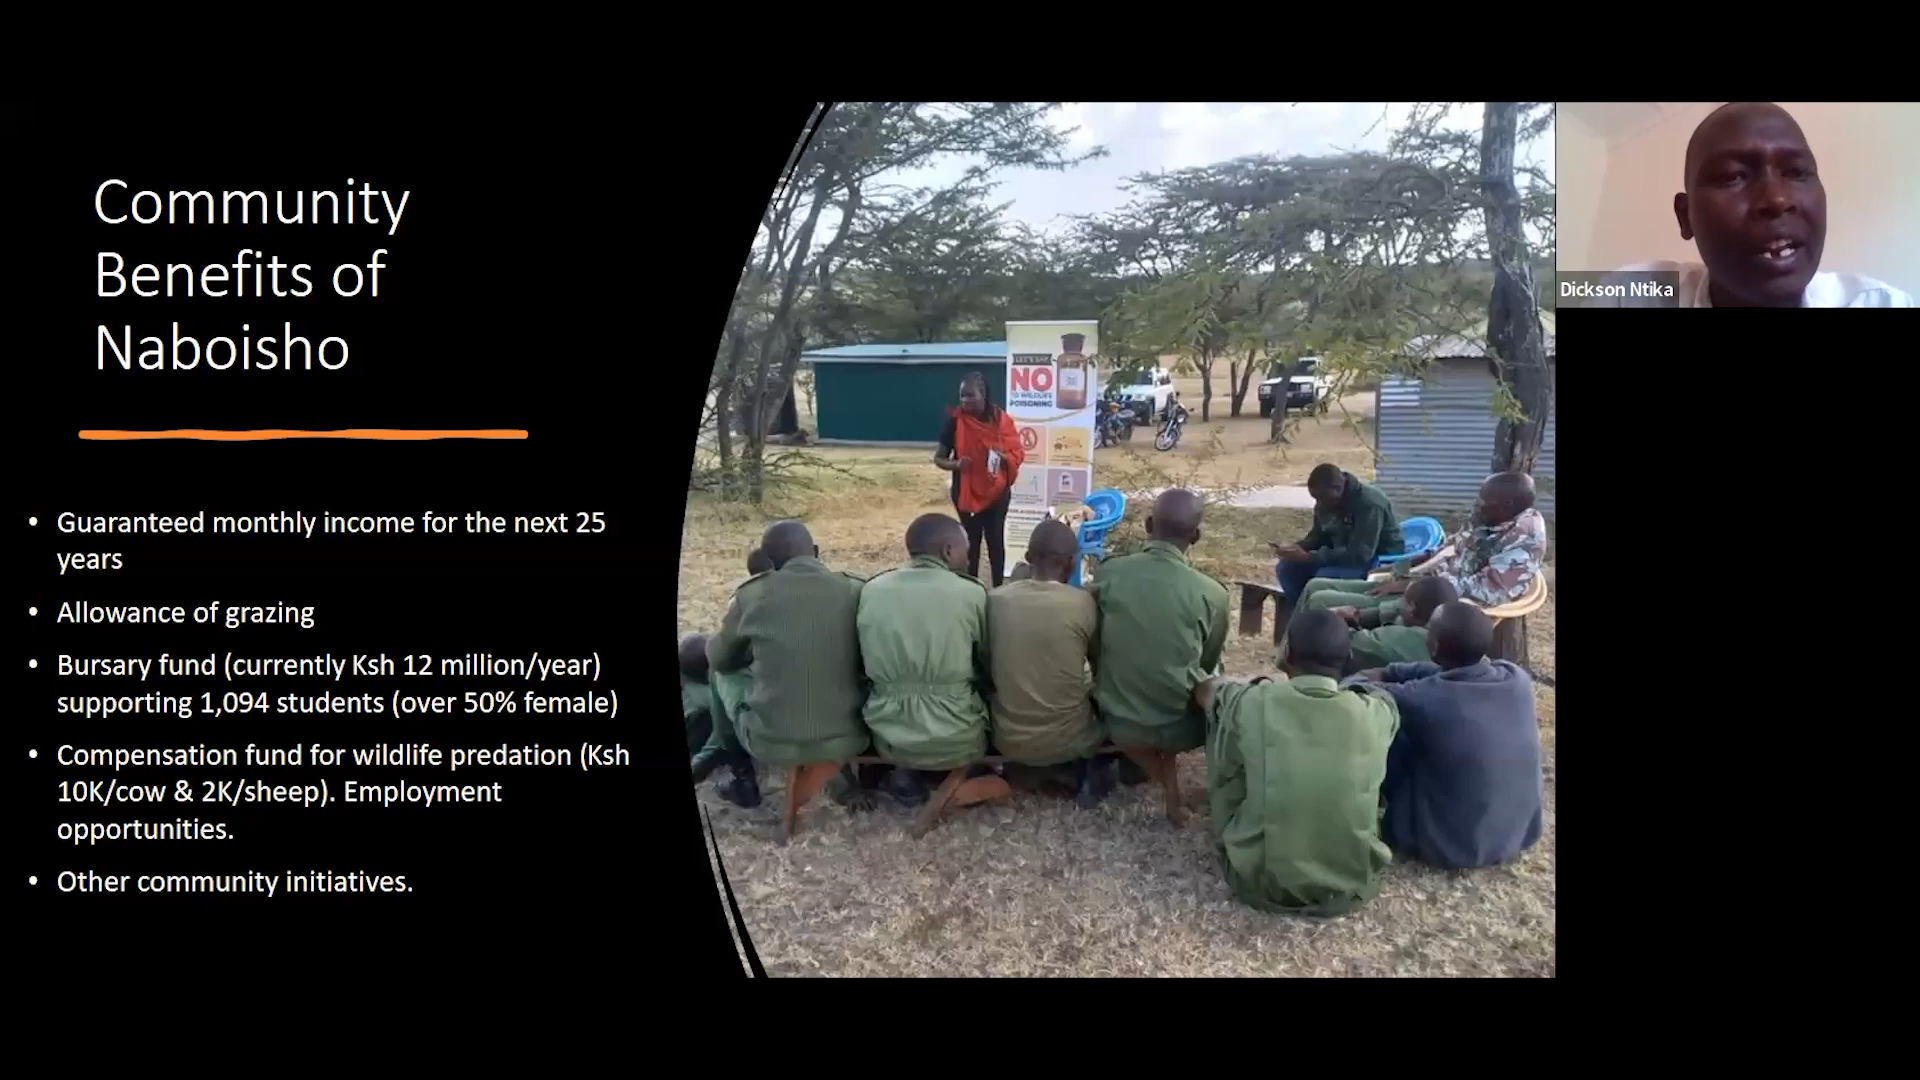 Community
Benefits of
Naboisho
• Guaranteed monthly income for the next 25
years
• Allowance of grazing
• Bursary fund (currently Ksh 12 million/year)
supporting 1,094 students (over 50% female)
• Compensation fund for wildlife predation (Ksh
10K/cow & 2K/sheep). Employment
opportunities.
• Other community initiatives.
LET'S SAY
NO
TO WILDLIFE
POISONING
Dickson Ntika